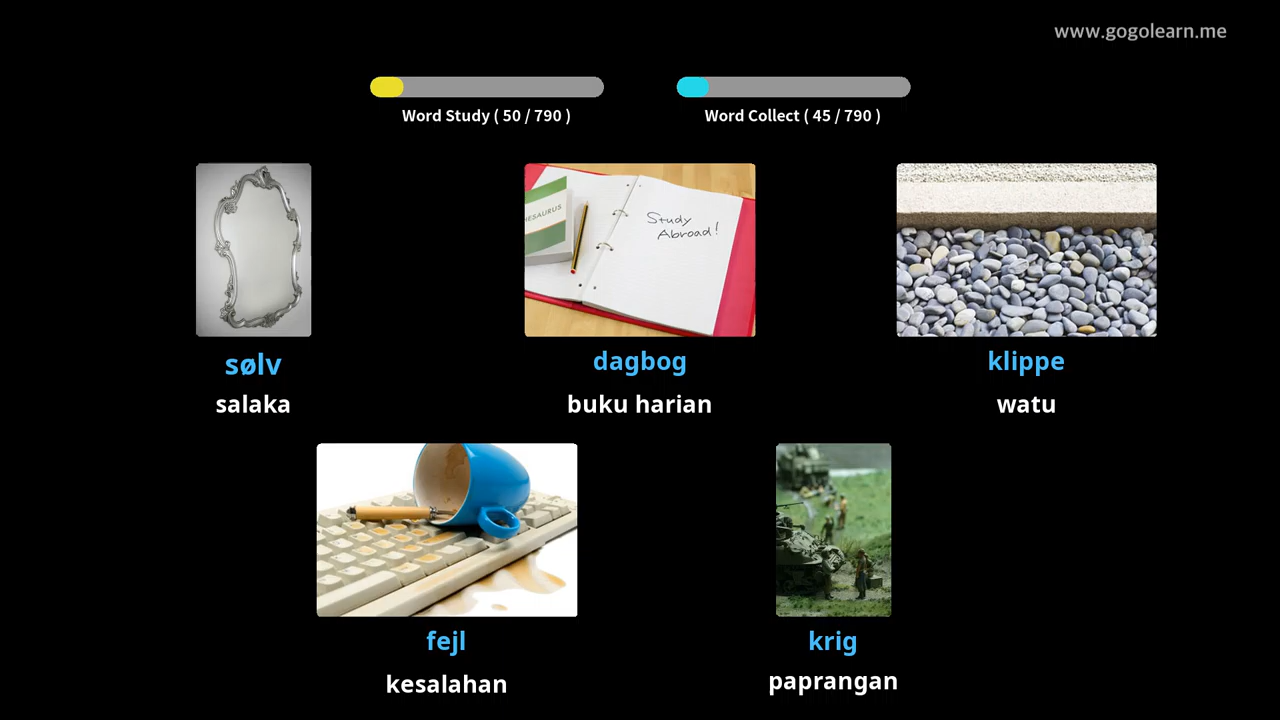 www.gogolearn.me
Word Study ( 50 / 790 )
Word Collect ( 45 / 790 )
HESAURUS
Study
Abroad!
sølv
dagbog
klippe
salaka
buku harian
watu
fejl
krig
kesalahan
paprangan